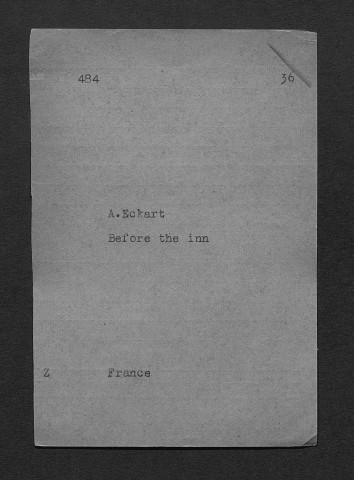 484 36
A.Eckart
Before the inn
Z France